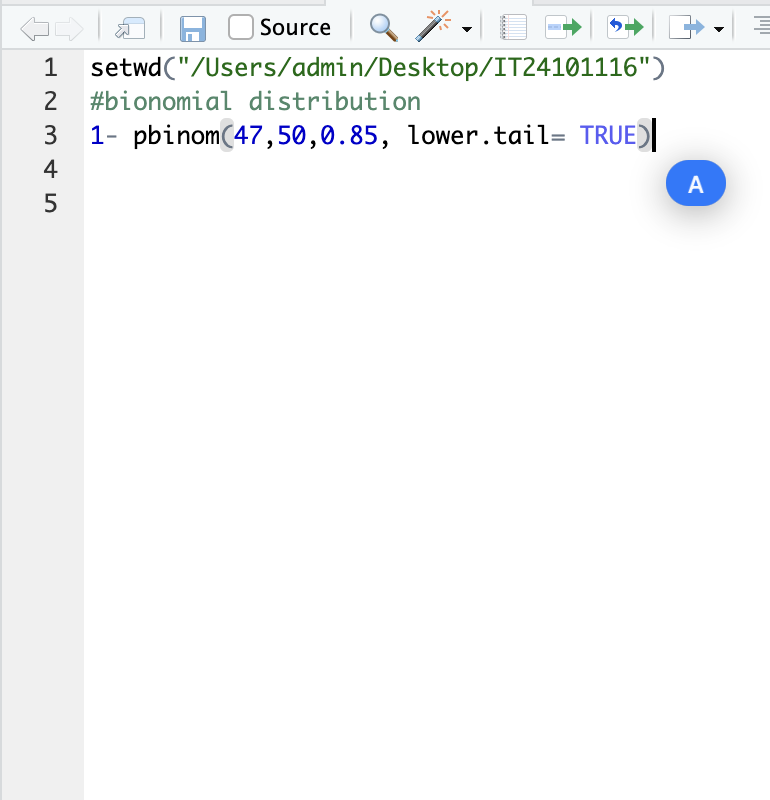 Source
1 setwd("/Users/admin/Desktop/IT24101116")
2 #bionomial distribution
3 1- pbinom(47,50,0.85, lower.tail= TRUE)
4
5
A